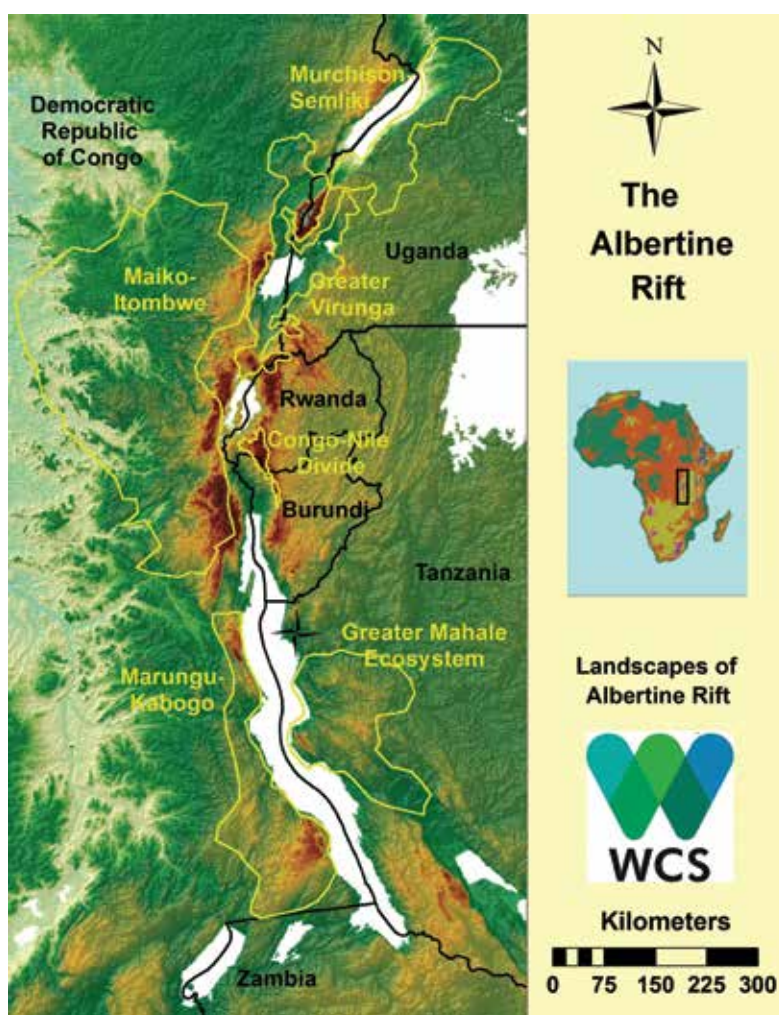 Murchison
Semliki
Democratic
Republic
of Congo
Uganda
Maiko-
Itombwe
Greater
Virunga
Rwanda
Congo-Nile
Divide
Burundi
Tanzania
Greater Mahale
Ecosystem
Marungu-
Kabogo
Zambia
N
The
Albertine
Rift
Landscapes of
Albertine Rift
WCS
Kilometers
0 75 150 225 300